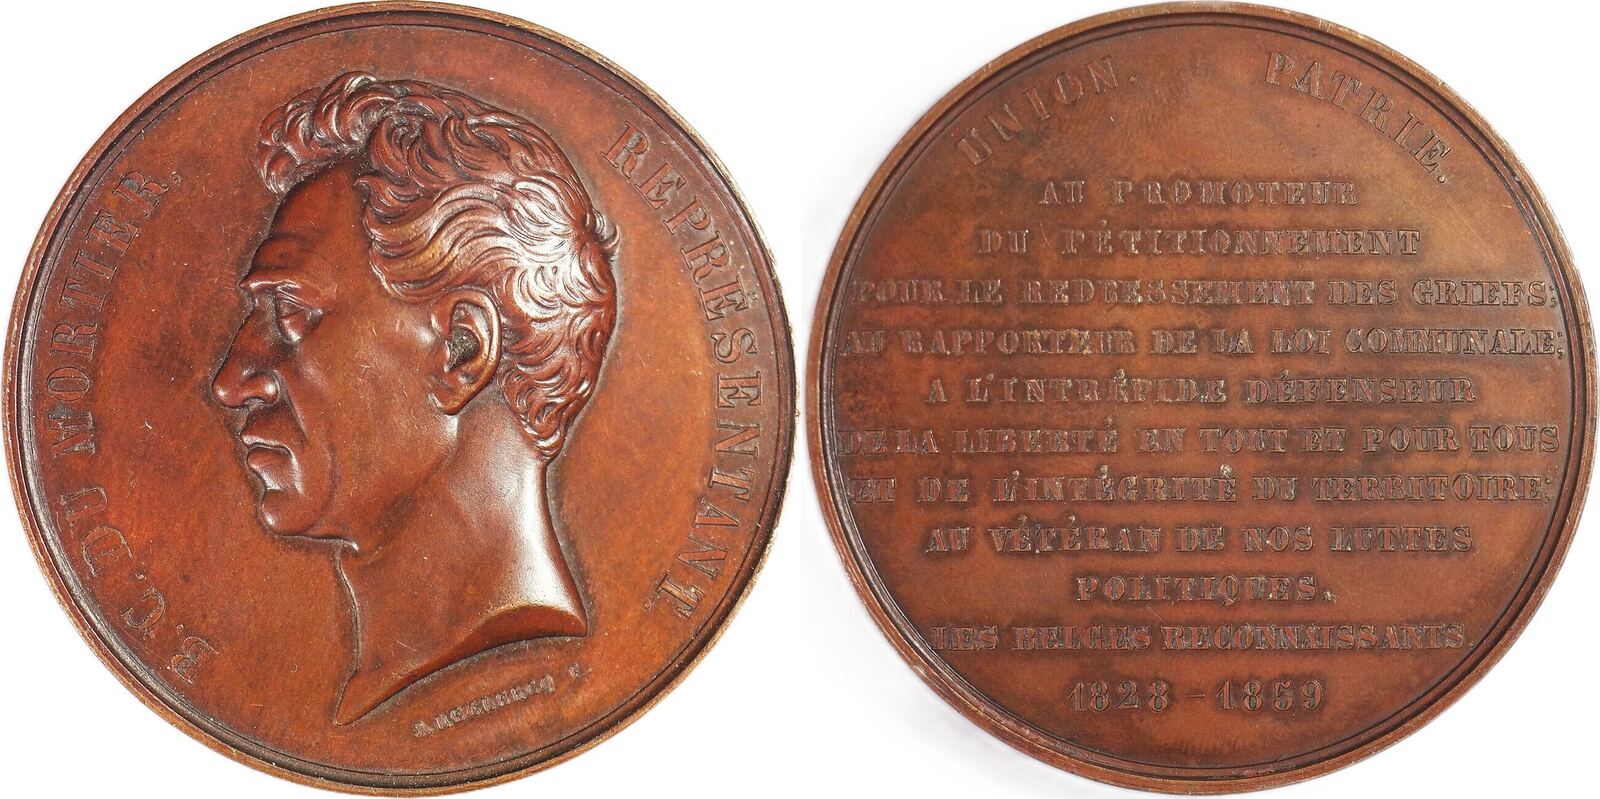 B. C. DU MORTIER, REPRÉSENTANT.
UNION. PATRIE.
AU PROMOTEUR
DU PÉTITIONNEMENT
POUR LE REDRESSEMENT DES GRIEFS;
AU RAPPORTEUR DE LA LOI COMMUNALE;
A L'INTRÉPIDE DÉFENSEUR
DE LA LIBERTÉ EN TOUT ET POUR TOUS
ET DE L'INTÉGRITÉ DU TERRITOIRE;
AU VÉTÉRAN DE NOS LUTTES
POLITIQUES.
LES BELGES RECONNAISSANTS.
1828-1859